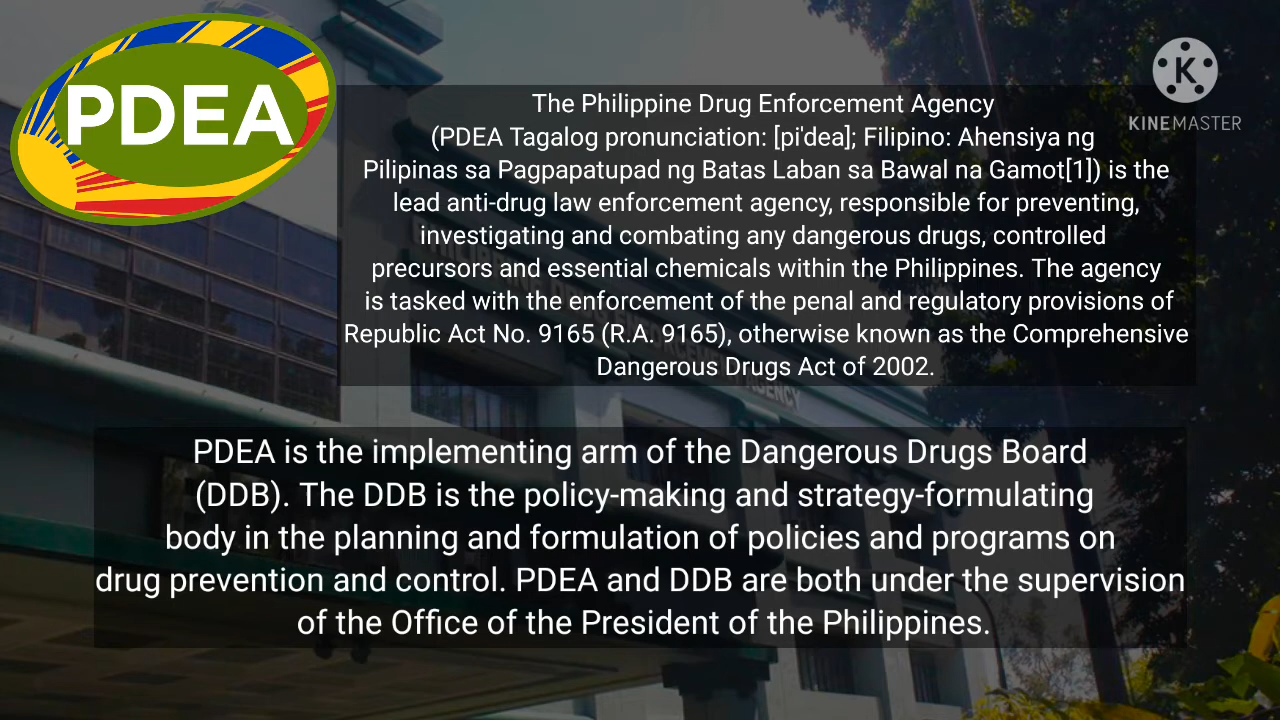 PDEA
K
KINEMASTER
The Philippine Drug Enforcement Agency
(PDEA Tagalog pronunciation: [pi'dea]; Filipino: Ahensiya ng
Pilipinas sa Pagpapatupad ng Batas Laban sa Bawal na Gamot[1]) is the
lead anti-drug law enforcement agency, responsible for preventing,
investigating and combating any dangerous drugs, controlled
precursors and essential chemicals within the Philippines. The agency
is tasked with the enforcement of the penal and regulatory provisions of
Republic Act No. 9165 (R.A. 9165), otherwise known as the Comprehensive
Dangerous Drugs Act of 2002.
PDEA is the implementing arm of the Dangerous Drugs Board
(DDB). The DDB is the policy-making and strategy-formulating
body in the planning and formulation of policies and programs on
drug prevention and control. PDEA and DDB are both under the supervision
of the Office of the President of the Philippines.